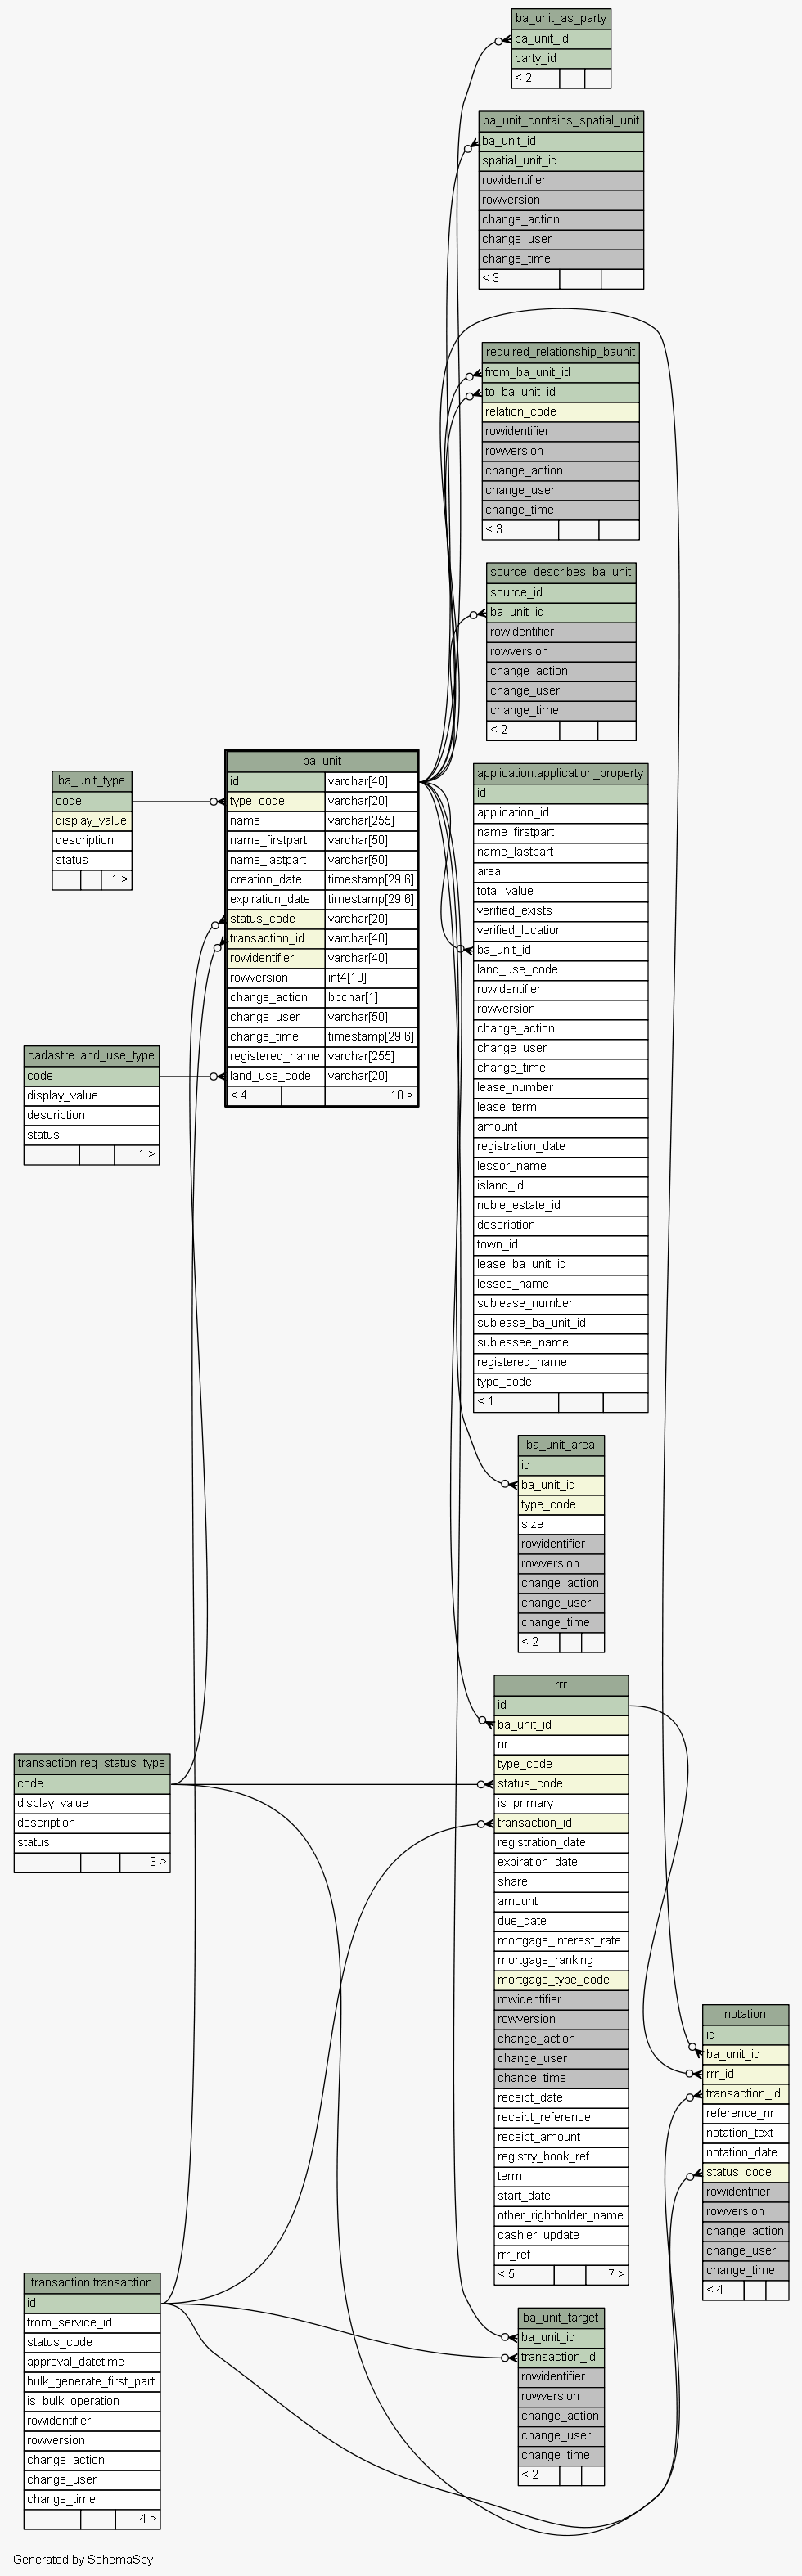 ba_unit_as_party
ba_unit_id
party_id
< 2
ba_unit_contains_spatial_unit
ba_unit_id
spatial_unit_id
rowidentifier
rowversion
change_action
change_user
change_time
< 3
required_relationship_baunit
from_ba_unit_id
to_ba_unit_id
relation_code
rowidentifier
rowversion
change_action
change_user
change_time
< 3
source_describes_ba_unit
source_id
ba_unit_id
rowidentifier
rowversion
change_action
change_user
change_time
< 2
ba_unit_type
code
display_value
description
status
1 >
ba_unit
id varchar[40]
type_code varchar[20]
name varchar[255]
name_firstpart varchar[50]
name_lastpart varchar[50]
creation_date timestamp[29,6]
expiration_date timestamp[29,6]
status_code varchar[20]
transaction_id varchar[40]
rowidentifier varchar[40]
rowversion int4[10]
change_action bpchar[1]
change_user varchar[50]
change_time timestamp[29,6]
registered_name varchar[255]
land_use_code varchar[20]
< 4 10 >
application.application_property
id
application_id
name_firstpart
name_lastpart
area
total_value
verified_exists
verified_location
ba_unit_id
land_use_code
rowidentifier
rowversion
change_action
change_user
change_time
lease_number
lease_term
amount
registration_date
lessor_name
island_id
noble_estate_id
description
town_id
lease_ba_unit_id
lessee_name
sublease_number
sublease_ba_unit_id
sublessee_name
registered_name
type_code
< 1
cadastre.land_use_type
code
display_value
description
status
1 >
ba_unit_area
id
ba_unit_id
type_code
size
rowidentifier
rowversion
change_action
change_user
change_time
< 2
rrr
id
ba_unit_id
nr
type_code
status_code
is_primary
transaction_id
registration_date
expiration_date
share
amount
due_date
mortgage_interest_rate
mortgage_ranking
mortgage_type_code
rowidentifier
rowversion
change_action
change_user
change_time
receipt_date
receipt_reference
receipt_amount
registry_book_ref
term
start_date
other_rightholder_name
cashier_update
rrr_ref
< 5 7 >
transaction.reg_status_type
code
display_value
description
status
3 >
notation
id
ba_unit_id
rrr_id
transaction_id
reference_nr
notation_text
notation_date
status_code
rowidentifier
rowversion
change_action
change_user
change_time
< 4
transaction.transaction
id
from_service_id
status_code
approval_datetime
bulk_generate_first_part
is_bulk_operation
rowidentifier
rowversion
change_action
change_user
change_time
4 >
ba_unit_target
ba_unit_id
transaction_id
rowidentifier
rowversion
change_action
change_user
change_time
< 2
Generated by SchemaSpy